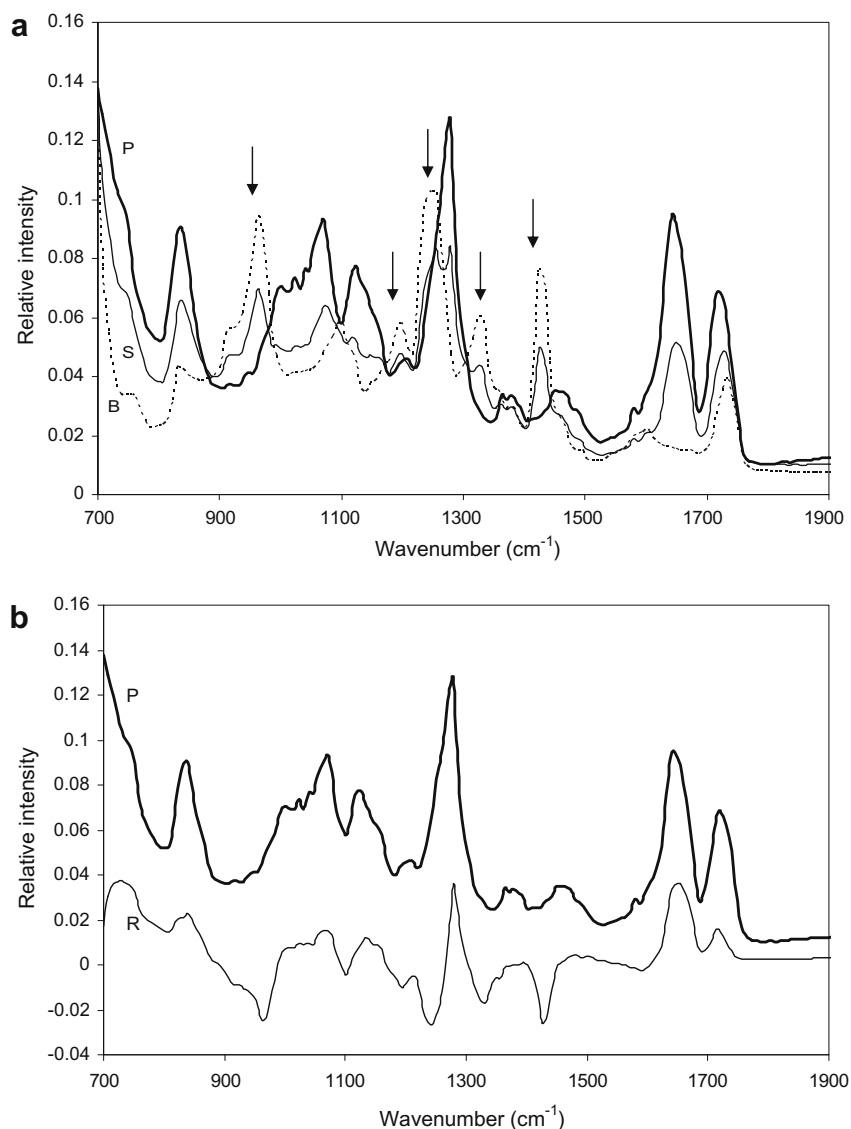 a
0.16
0.14
0.12
0.1
0.08
0.06
0.04
0.02
0
Relative intensity
P
S
B
700 900 1100 1300 1500 1700 1900
Wavenumber (cm⁻¹)
b
0.16
0.14
0.12
0.1
0.08
0.06
0.04
0.02
0
-0.02
-0.04
Relative intensity
P
R
700 900 1100 1300 1500 1700 1900
Wavenumber (cm⁻¹)